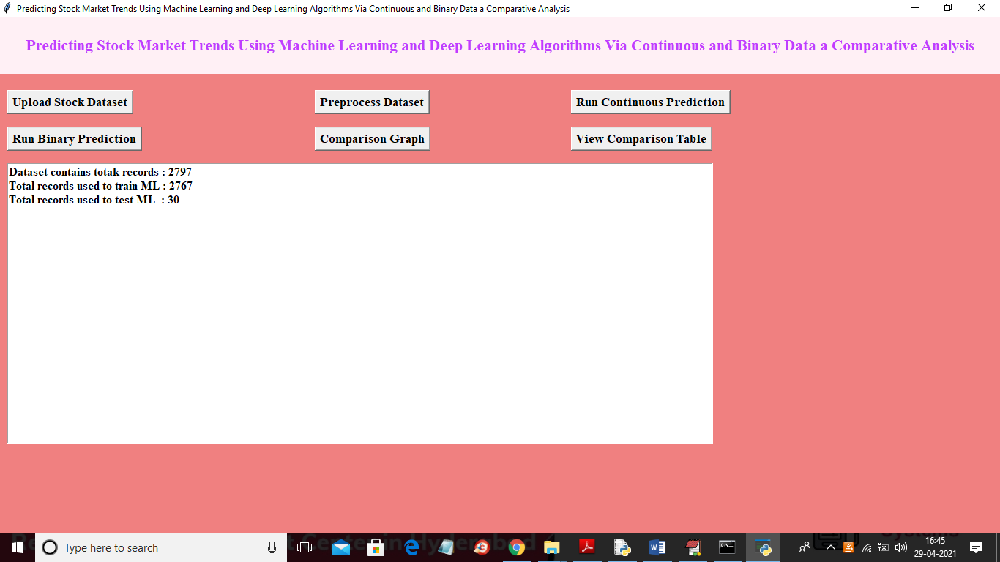 Predicting Stock Market Trends Using Machine Learning and Deep Learning Algorithms Via Continuous and Binary Data a Comparative Analysis
Predicting Stock Market Trends Using Machine Learning and Deep Learning Algorithms Via Continuous and Binary Data a Comparative Analysis
Upload Stock Dataset
Preprocess Dataset
Run Continuous Prediction
Run Binary Prediction
Comparison Graph
View Comparison Table
Dataset contains totak records : 2797
Total records used to train ML : 2767
Total records used to test ML : 30
Type here to search
16:45
29-04-2021